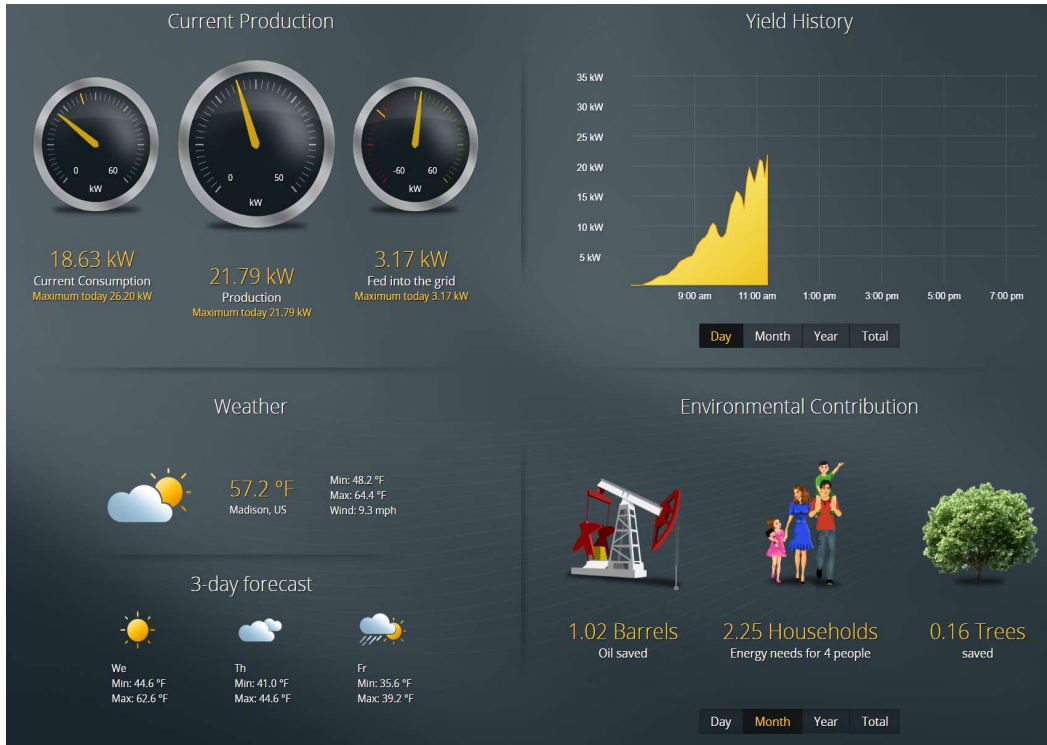 Current Production
0 60
kW
0 50
kW
-60 60
kW
18.63 kW
Current Consumption
Maximum today 26.20 kW
21.79 kW
Production
Maximum today 21.79 kW
3.17 kW
Fed into the grid
Maximum today 3.17 kW
Yield History
35 kW
30 kW
25 kW
20 kW
15 kW
10 kW
5 kW
9:00 am 11:00 am 1:00 pm 3:00 pm 5:00 pm 7:00 pm
Day Month Year Total
Weather
57.2 °F
Madison, US
Min: 48.2 °F
Max: 64.4 °F
Wind: 9.3 mph
3-day forecast
We
Min: 44.6 °F
Max: 62.6 °F
Th
Min: 41.0 °F
Max: 44.6 °F
Fr
Min: 35.6 °F
Max: 39.2 °F
Environmental Contribution
1.02 Barrels
Oil saved
2.25 Households
Energy needs for 4 people
0.16 Trees
saved
Day Month Year Total